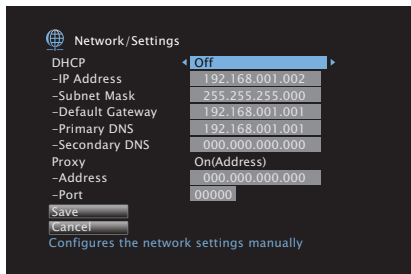 Network/Settings
DHCP Off
–IP Address 192.168.001.002
–Subnet Mask 255.255.255.000
–Default Gateway 192.168.001.001
–Primary DNS 192.168.001.001
–Secondary DNS 000.000.000.000
Proxy On(Address)
–Address 000.000.000.000
–Port 00000
Save
Cancel
Configures the network settings manually